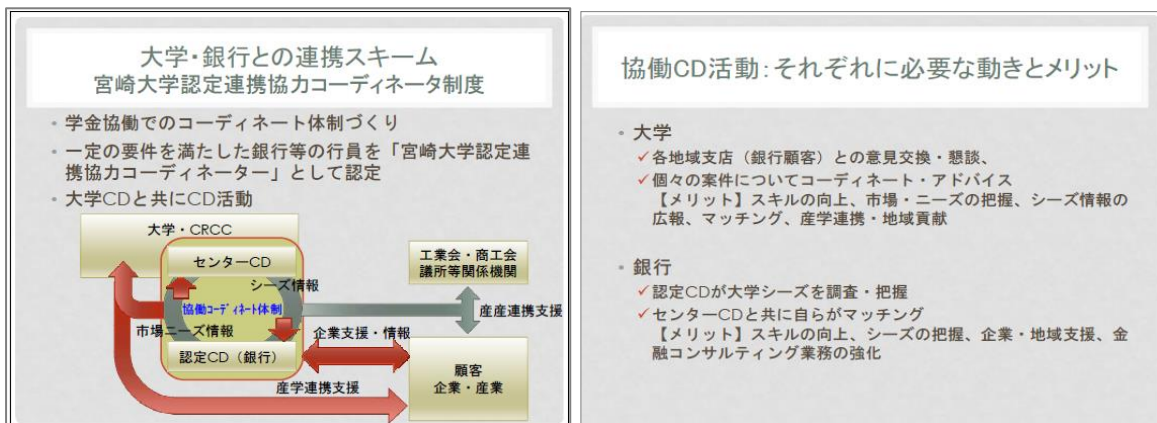 大学・銀行との連携スキーム
宮崎大学認定連携協力コーディネータ制度
• 学金協働でのコーディネート体制づくり
• 一定の要件を満たした銀行等の行員を「宮崎大学認定連
携協力コーディネーター」として認定
• 大学CDと共にCD活動
大学・CRCC
センターCD
シーズ情報
協働ｺｰﾃﾞｨﾈｰﾄ体制
市場ニーズ情報
認定CD（銀行）
工業会・商工会
議所等関係機関
産産連携支援
企業支援・情報
顧客
企業・産業
産学連携支援
協働CD活動：それぞれに必要な動きとメリット
• 大学
✓各地域支店（銀行顧客）との意見交換・懇談、
✓個々の案件についてコーディネート・アドバイス
【メリット】スキルの向上、市場・ニーズの把握、シーズ情報の
広報、マッチング、産学連携・地域貢献
• 銀行
✓認定CDが大学シーズを調査・把握
✓センターCDと共に自らがマッチング
【メリット】スキルの向上、シーズの把握、企業・地域支援、金
融コンサルティング業務の強化